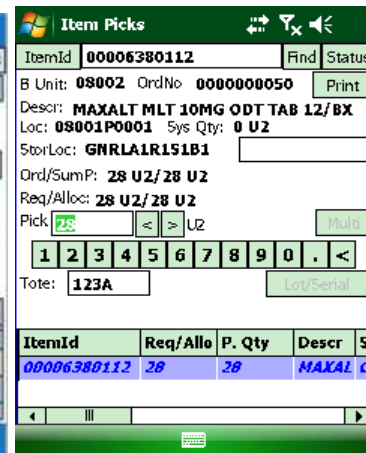 Item Picks
ItemId 00006380112 Find Status
B Unit: 08002 OrdNo 0000000050 Print
Descr: MAXALT MLT 10MG ODT TAB 12/BX
Loc: 08001P0001 Sys Qty: 0 U2
StorLoc: GNRLA1R1S1B1
Ord/SumP: 28 U2/28 U2
Req/Alloc: 28 U2/28 U2
Pick 28 < > U2 Multi
1 2 3 4 5 6 7 8 9 0 . <
Tote: 123A Lot/Serial
ItemId Req/Allo P. Qty Descr S
00006380112 28 28 MAXAL